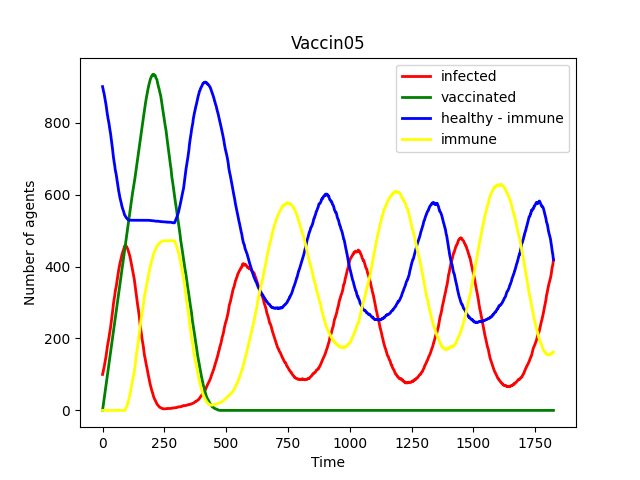 Vaccin05
infected
vaccinated
healthy - immune
immune
Number of agents
800
600
400
200
0
0 250 500 750 1000 1250 1500 1750
Time